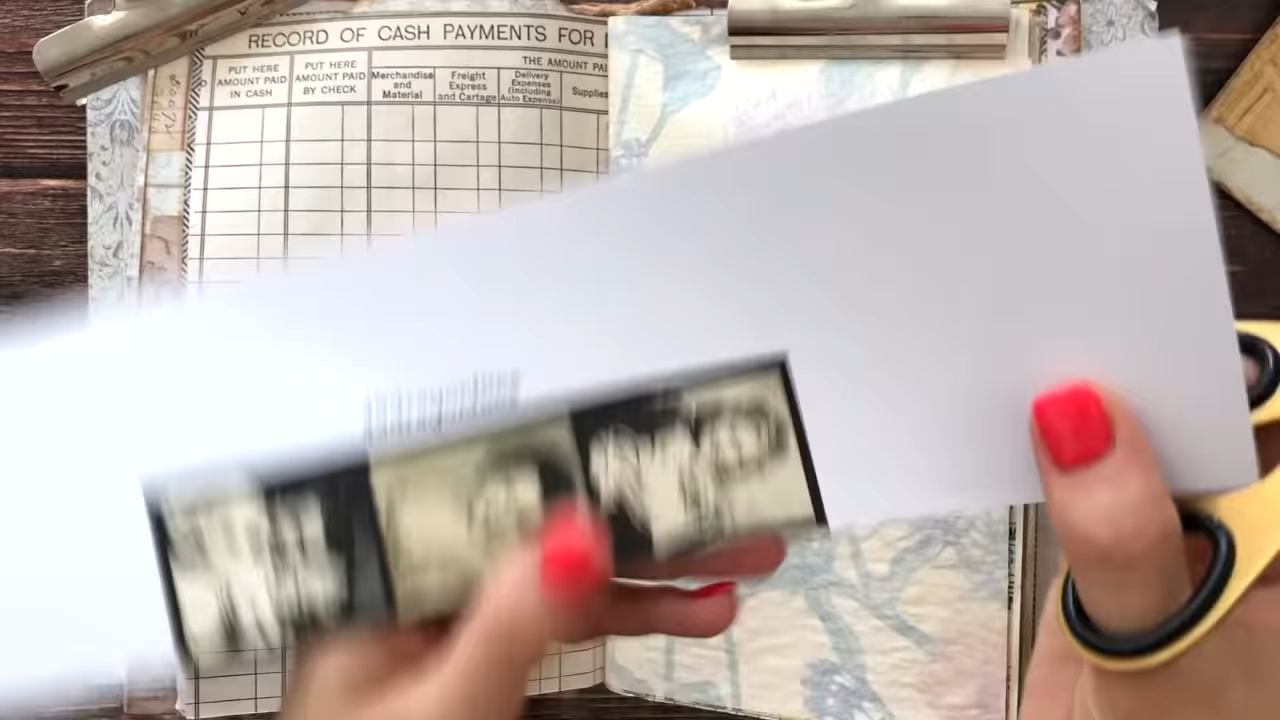 RECORD OF CASH PAYMENTS FOR
THE AMOUNT PAI
PUT HERE
AMOUNT PAID
IN CASH
PUT HERE
AMOUNT PAID
BY CHECK
Merchandise
and
Material
Freight
Express
and Cartage
Delivery
Expenses
(Including
Auto Expense)
Supplies